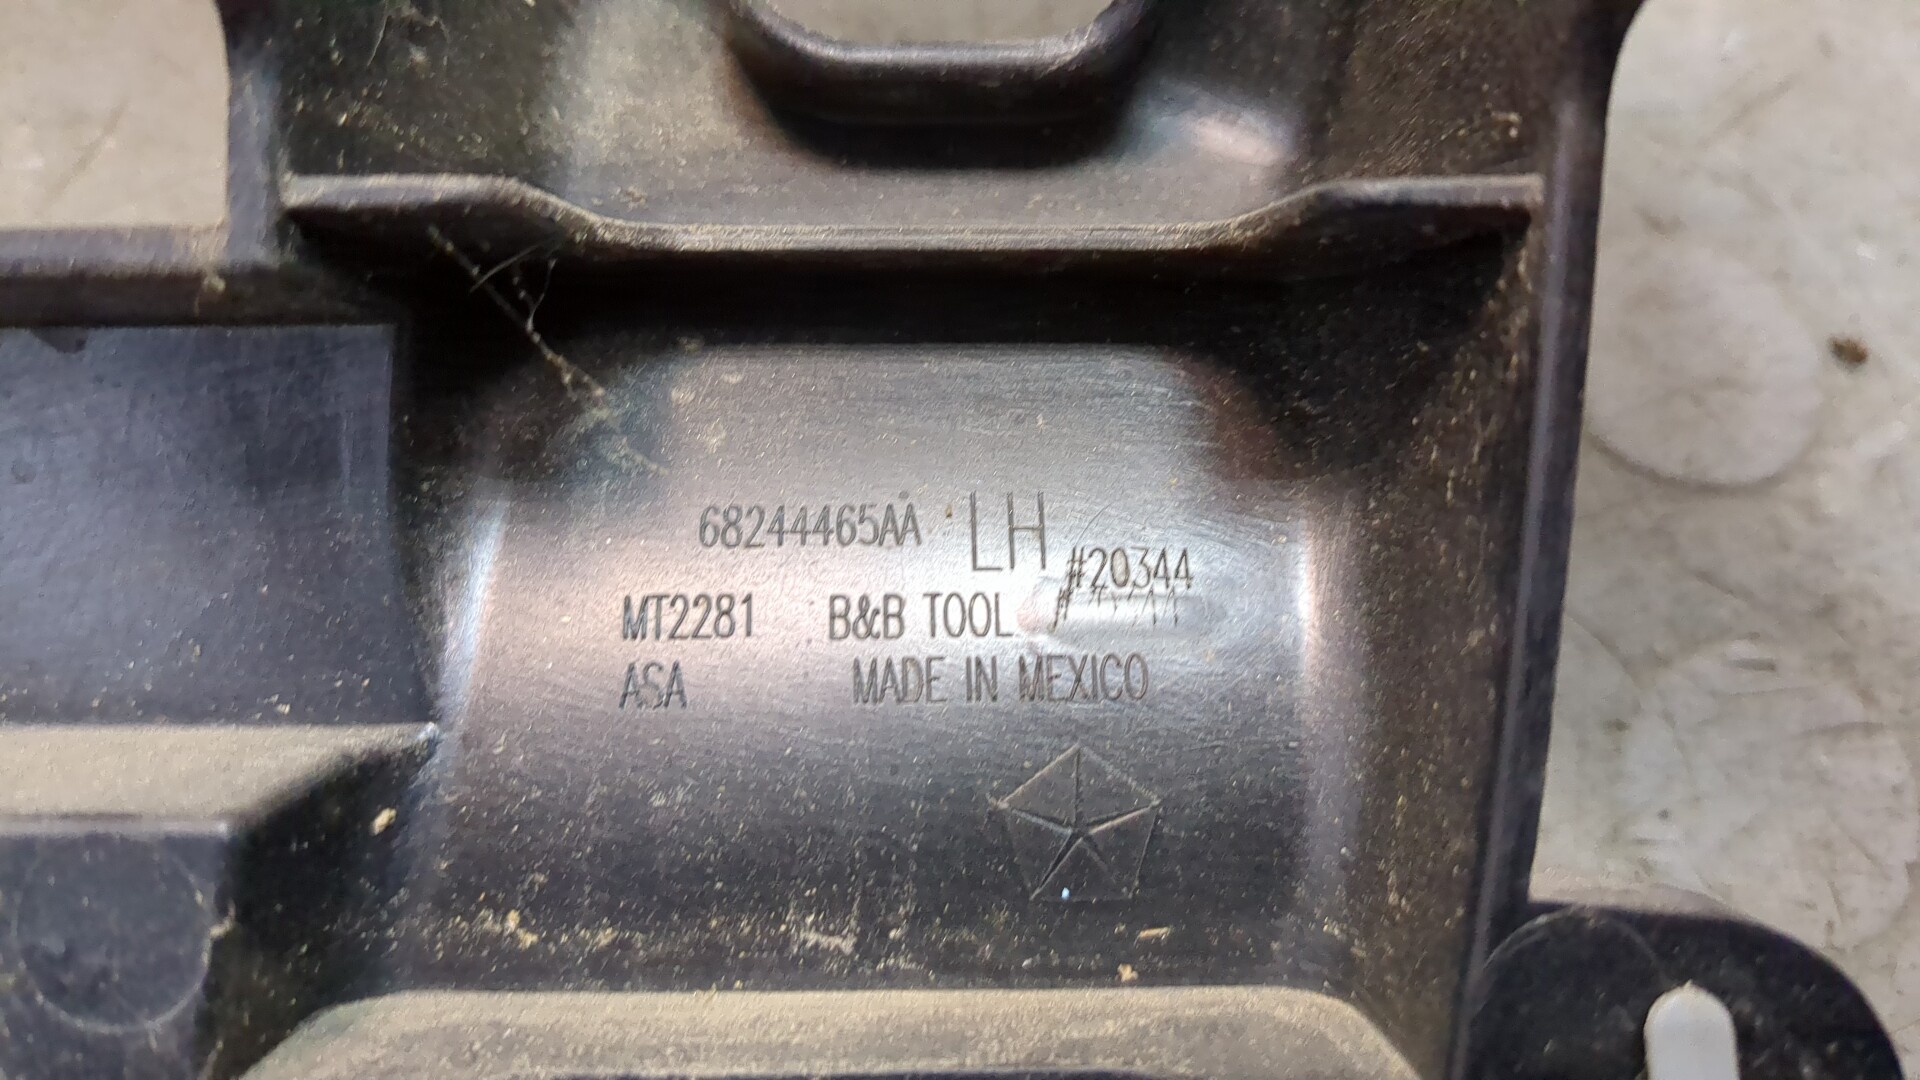 68244465AA LH
#20344
MT2281 B&B TOOL
ASA MADE IN MEXICO